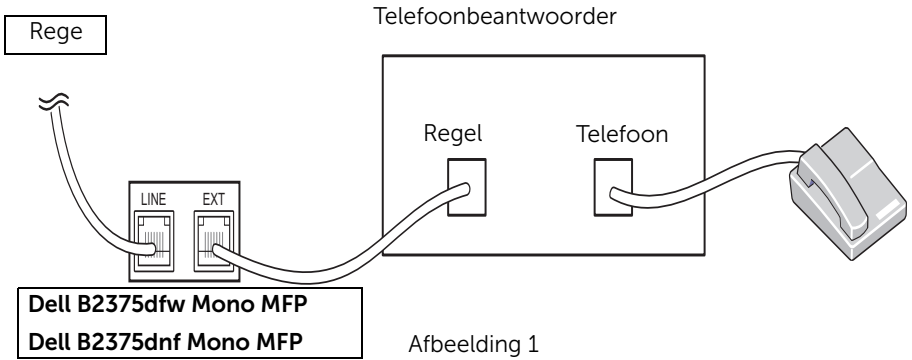 Telefoonbeantwoorder
Rege
Regel
Telefoon
LINE
EXT
Dell B2375dfw Mono MFP
Dell B2375dnf Mono MFP
Afbeelding 1